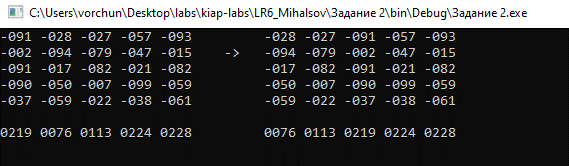 C:\Users\vorchun\Desktop\labs\kiap-labs\LR6_Mihalsov\Задание 2\bin\Debug\Задание 2.exe
-091 -028 -027 -057 -093 -028 -027 -091 -057 -093
-002 -094 -079 -047 -015 -> -094 -079 -002 -047 -015
-091 -017 -082 -021 -082 -017 -082 -091 -021 -082
-090 -050 -007 -099 -059 -050 -007 -090 -099 -059
-037 -059 -022 -038 -061 -059 -022 -037 -038 -061
0219 0076 0113 0224 0228 0076 0113 0219 0224 0228